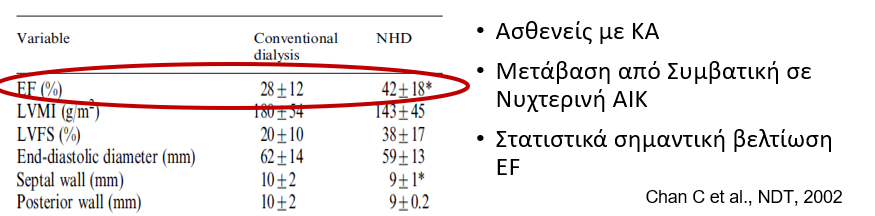 Variable Conventional dialysis NHD
EF (%) 28±12 42±18*
LVMI (g/m²) 180±54 143±45
LVFS (%) 20±10 38±17
End-diastolic diameter (mm) 62±14 59±13
Septal wall (mm) 10±2 9±1*
Posterior wall (mm) 10±2 9±0.2
• Ασθενείς με ΚΑ
• Μετάβαση από Συμβατική σε
Νυχτερινή ΑΙΚ
• Στατιστικά σημαντική βελτίωση
EF
Chan C et al., NDT, 2002